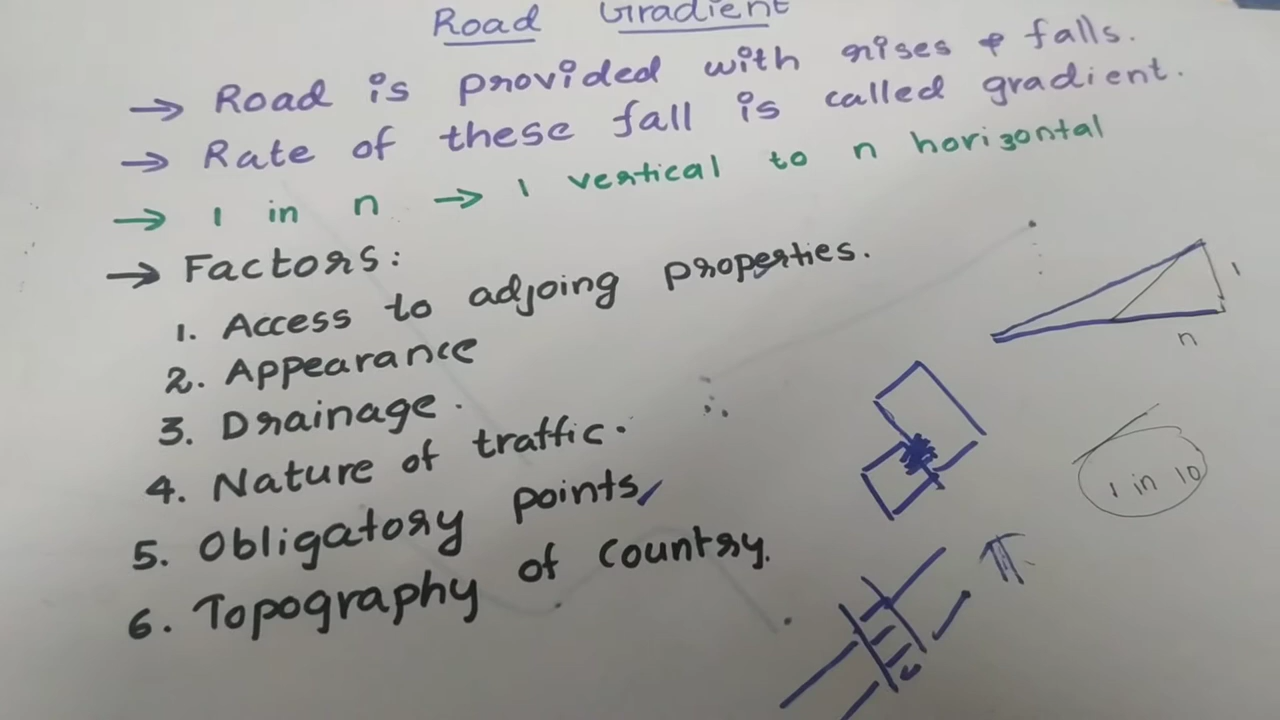 Road Gradient
→ Road is provided with rises & falls.
→ Rate of these fall is called gradient.
→ 1 in n → 1 vertical to n horizontal
→ Factors:
1. Access to adjoing properties.
2. Appearance
3. Drainage.
4. Nature of traffic.
5. Obligatory points
6. Topography of country.
1
n
1 in 10